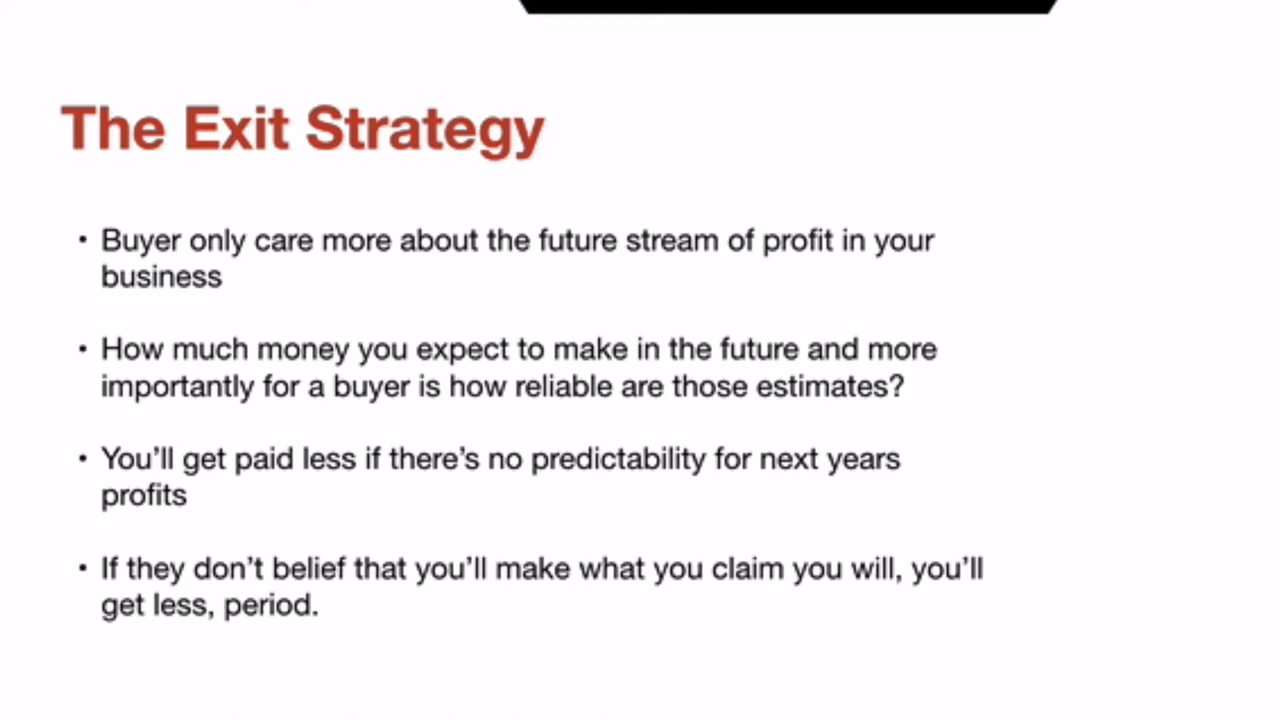 The Exit Strategy
• Buyer only care more about the future stream of profit in your
business
• How much money you expect to make in the future and more
importantly for a buyer is how reliable are those estimates?
• You'll get paid less if there's no predictability for next years
profits
• If they don't belief that you'll make what you claim you will, you'll
get less, period.